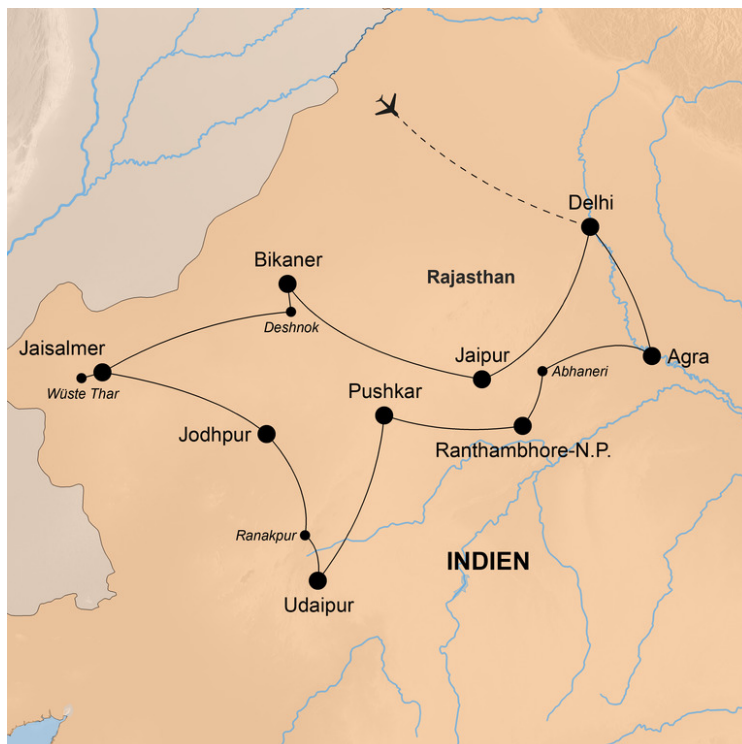 Delhi
Bikaner
Rajasthan
Deshnok
Jaisalmer
Jaipur
Agra
Abhaneri
Wüste Thar
Pushkar
Jodhpur
Ranthambhore-N.P.
Ranakpur
INDIEN
Udaipur